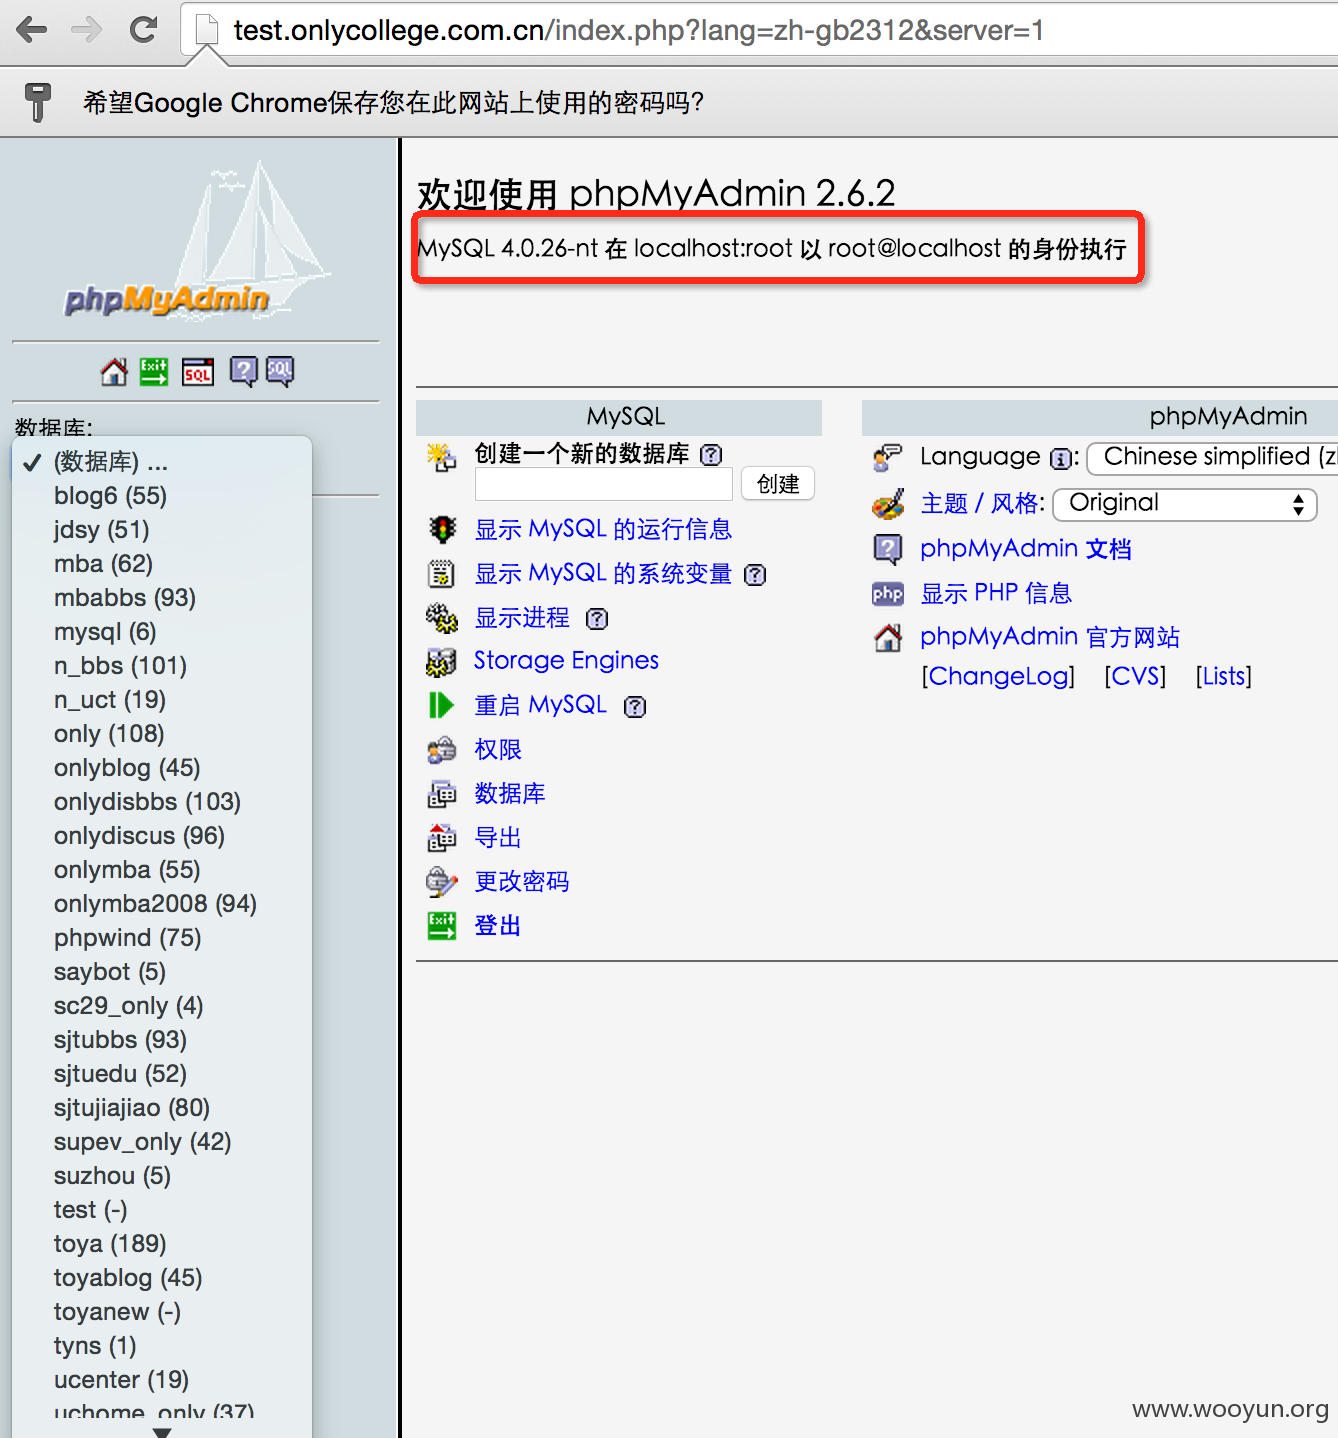 test.onlycollege.com.cn/index.php?lang=zh-gb2312&server=1
希望Google Chrome保存您在此网站上使用的密码吗?
phpMyAdmin
Exit
SQL
?
SQL
数据库:
(数据库) ...
blog6 (55)
jdsy (51)
mba (62)
mbabbs (93)
mysql (6)
n_bbs (101)
n_uct (19)
only (108)
onlyblog (45)
onlydisbbs (103)
onlydiscus (96)
onlymba (55)
onlymba2008 (94)
phpwind (75)
saybot (5)
sc29_only (4)
sjtubbs (93)
sjtuedu (52)
sjtujiajiao (80)
supev_only (42)
suzhou (5)
test (-)
toya (189)
toyablog (45)
toyanew (-)
tyns (1)
ucenter (19)
uchome_only (37)
欢迎使用 phpMyAdmin 2.6.2
MySQL 4.0.26-nt 在 localhost:root 以 root@localhost 的身份执行
MySQL
创建一个新的数据库 ?
创建
显示 MySQL 的运行信息
显示 MySQL 的系统变量 ?
显示进程 ?
Storage Engines
重启 MySQL ?
权限
数据库
导出
更改密码
Exit 登出
phpMyAdmin
Language i: Chinese simplified (z
主题 / 风格: Original
? phpMyAdmin 文档
php 显示 PHP 信息
phpMyAdmin 官方网站
[ChangeLog] [CVS] [Lists]
www.wooyun.org